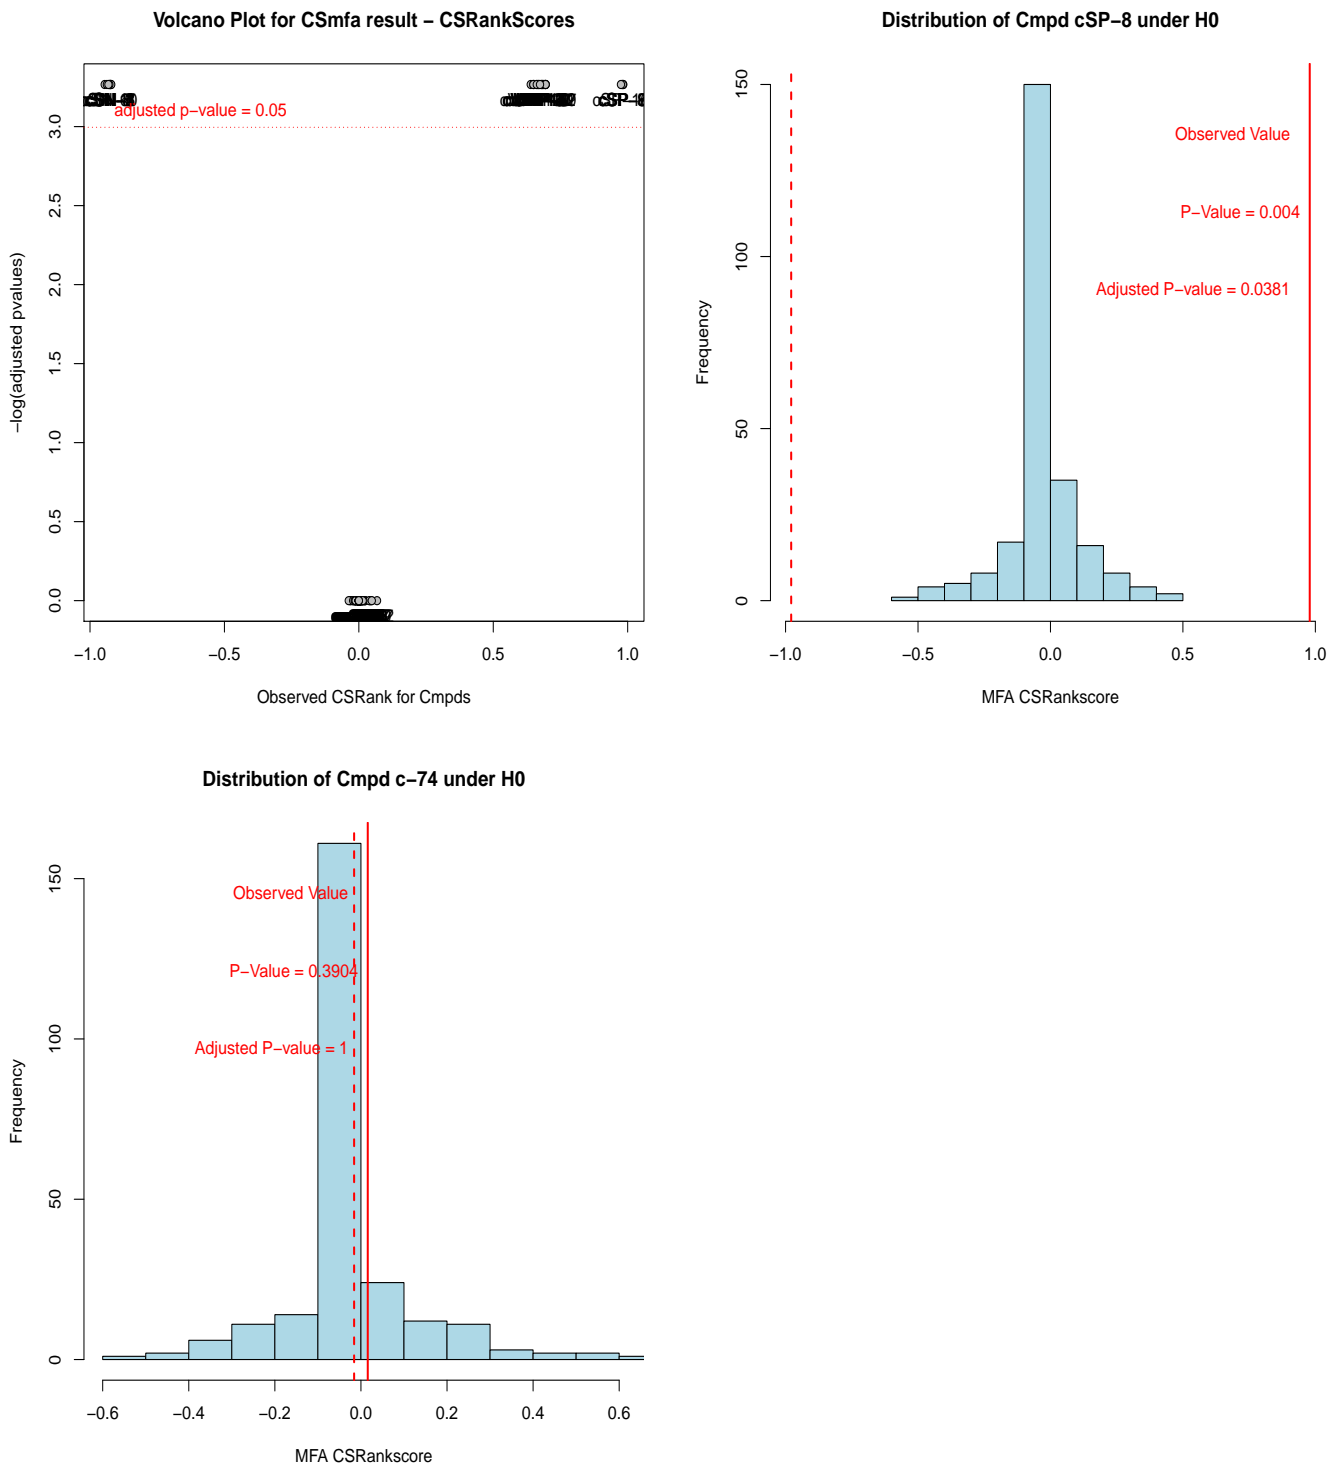 Volcano Plot for CSmfa result − CSRankScores
adjusted p−value = 0.05
−log(adjusted pvalues)
3.0
2.5
2.0
1.5
1.0
0.5
0.0
−1.0 −0.5 0.0 0.5 1.0
Observed CSRank for Cmpds
Distribution of Cmpd cSP−8 under H0
Observed Value
P−Value = 0.004
Adjusted P−value = 0.0381
Frequency
150
100
50
0
−1.0 −0.5 0.0 0.5 1.0
MFA CSRankscore
Distribution of Cmpd c−74 under H0
Observed Value
P−Value = 0.3904
Adjusted P−value = 1
Frequency
150
100
50
0
−0.6 −0.4 −0.2 0.0 0.2 0.4 0.6
MFA CSRankscore